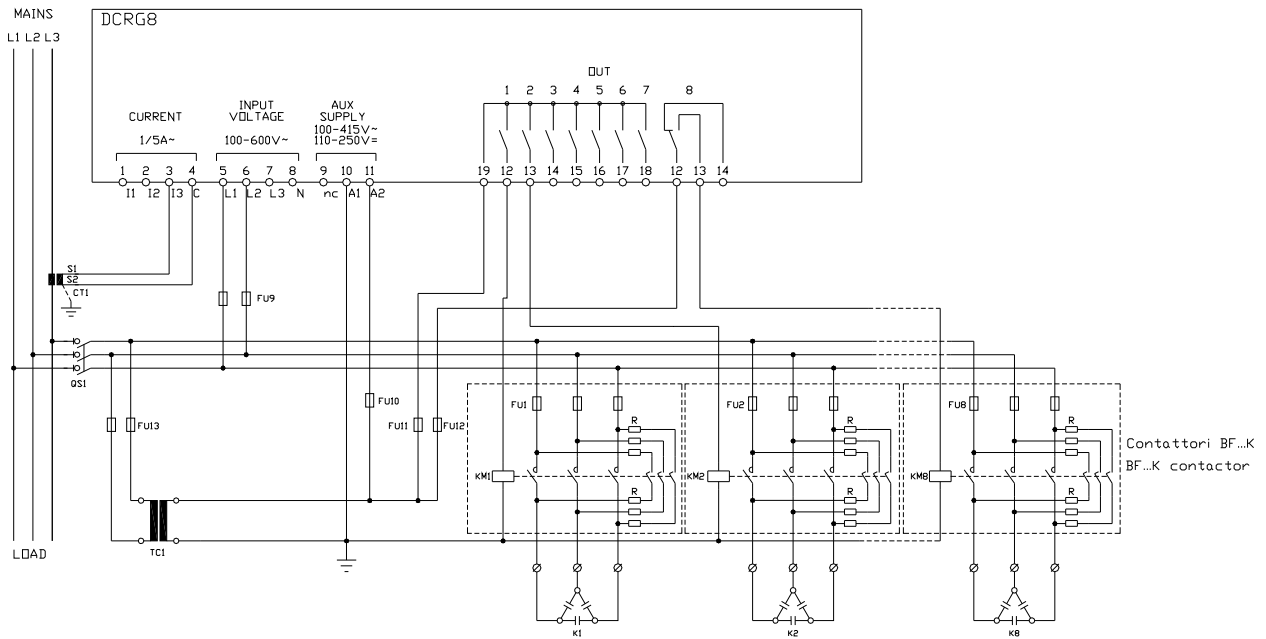 MAINS
DCRG8
L1 L2 L3
OUT
1 2 3 4 5 6 7 8
CURRENT
1/5A~
INPUT
VOLTAGE
100-600V~
AUX
SUPPLY
100-415V~
110-250V=
1 2 3 4 5 6 7 8 9 10 11 19 12 13 14 15 16 17 18 12 13 14
I1 I2 I3 C L1 L2 L3 N nc A1 A2
S1
S2
CT1
FU9
QS1
FU10
FU13
FU11
FU12
FU1
R
FU2
R
FU8
R
Contattori BF...K
BF...K contactor
KM1
KM2
KM8
R
R
R
TC1
LOAD
K1
K2
K8